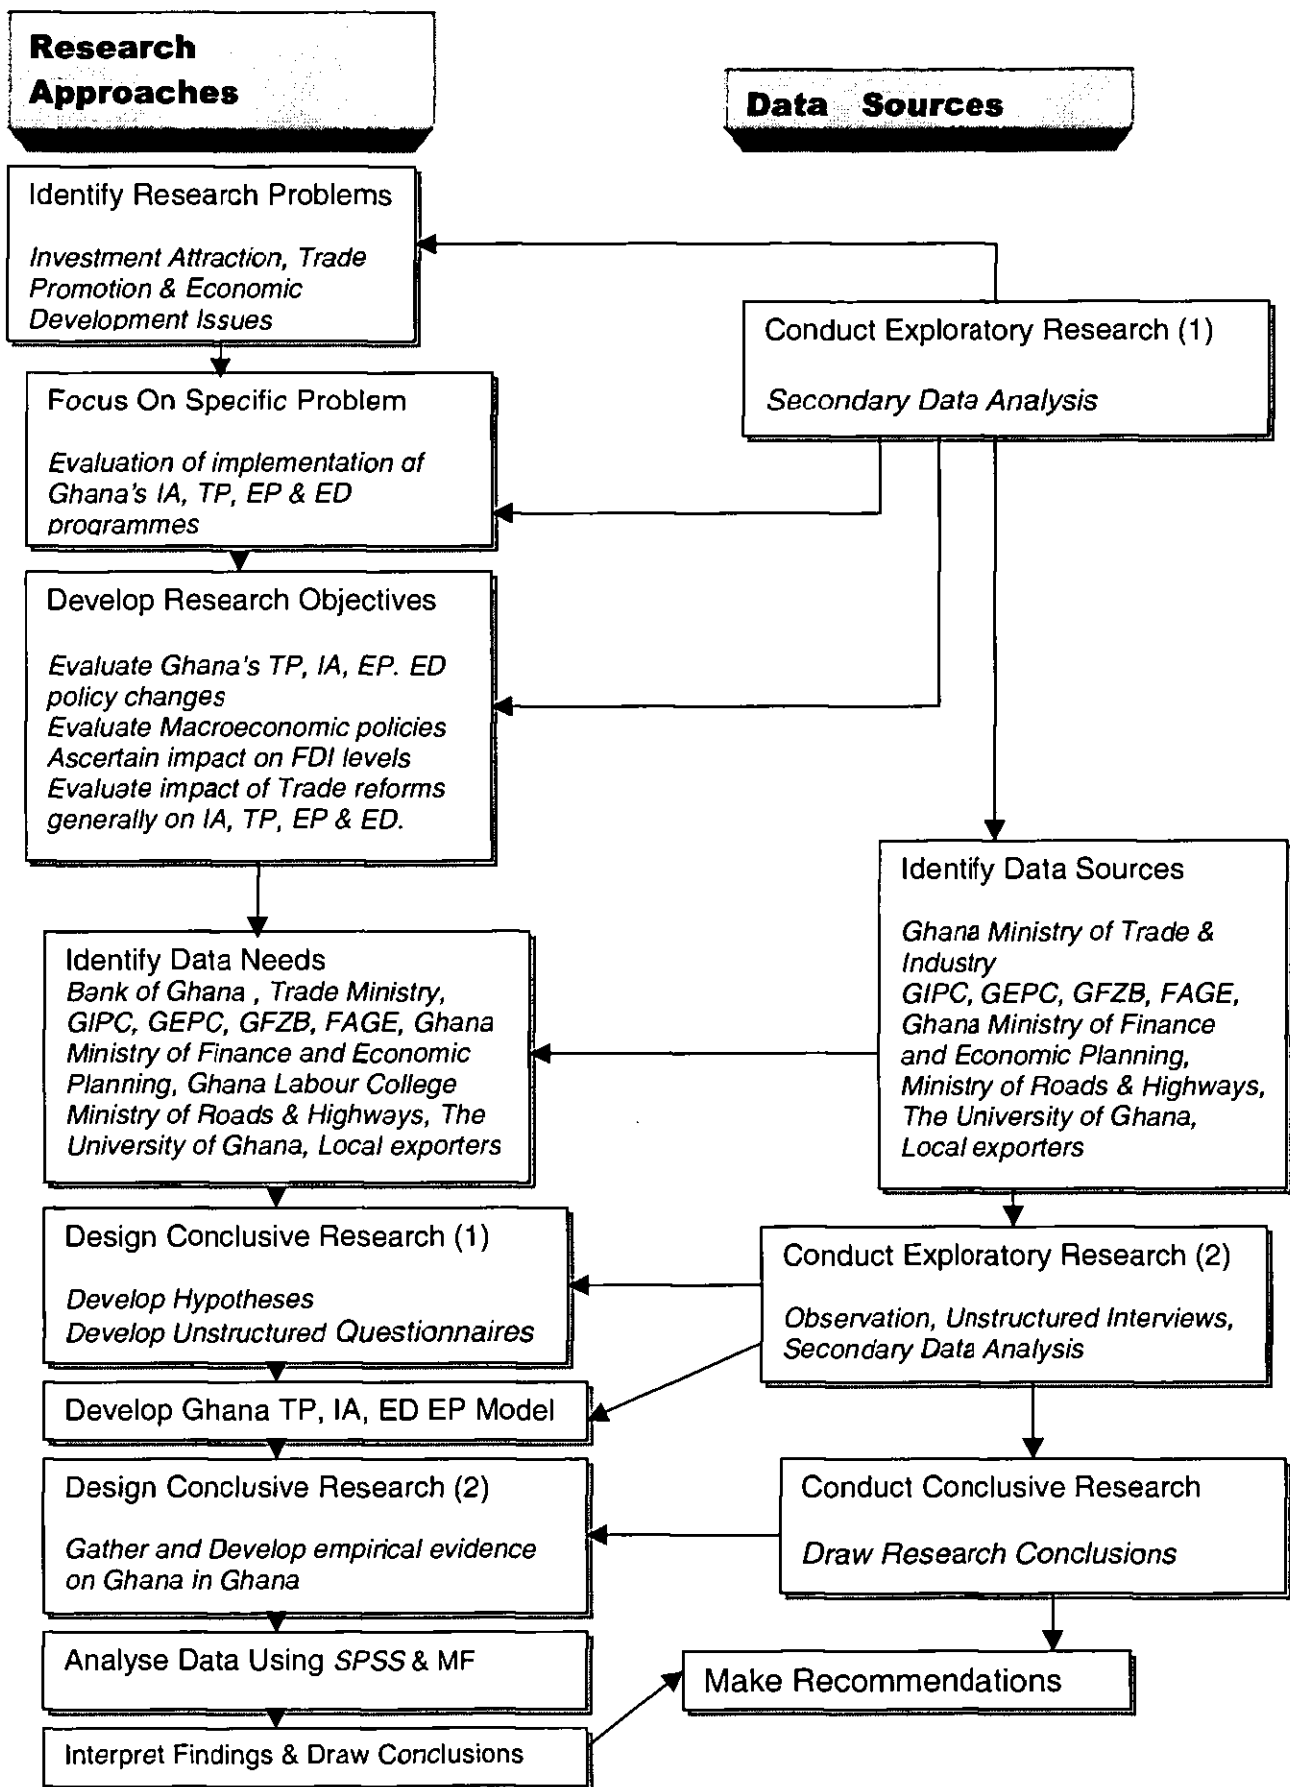 Research
Approaches
Data Sources
Identify Research Problems
Investment Attraction, Trade
Promotion & Economic
Development Issues
Conduct Exploratory Research (1)
Secondary Data Analysis
Focus On Specific Problem
Evaluation of implementation of
Ghana's IA, TP, EP & ED
programmes
Develop Research Objectives
Evaluate Ghana's TP, IA, EP. ED
policy changes
Evaluate Macroeconomic policies
Ascertain impact on FDI levels
Evaluate impact of Trade reforms
generally on IA, TP, EP & ED.
Identify Data Sources
Ghana Ministry of Trade &
Industry
GIPC, GEPC, GFZB, FAGE,
Ghana Ministry of Finance
and Economic Planning,
Ministry of Roads & Highways,
The University of Ghana,
Local exporters
Identify Data Needs
Bank of Ghana , Trade Ministry,
GIPC, GEPC, GFZB, FAGE, Ghana
Ministry of Finance and Economic
Planning, Ghana Labour College
Ministry of Roads & Highways, The
University of Ghana, Local exporters
Design Conclusive Research (1)
Develop Hypotheses
Develop Unstructured Questionnaires
Conduct Exploratory Research (2)
Observation, Unstructured Interviews,
Secondary Data Analysis
Develop Ghana TP, IA, ED EP Model
Design Conclusive Research (2)
Gather and Develop empirical evidence
on Ghana in Ghana
Conduct Conclusive Research
Draw Research Conclusions
Analyse Data Using SPSS & MF
Make Recommendations
Interpret Findings & Draw Conclusions